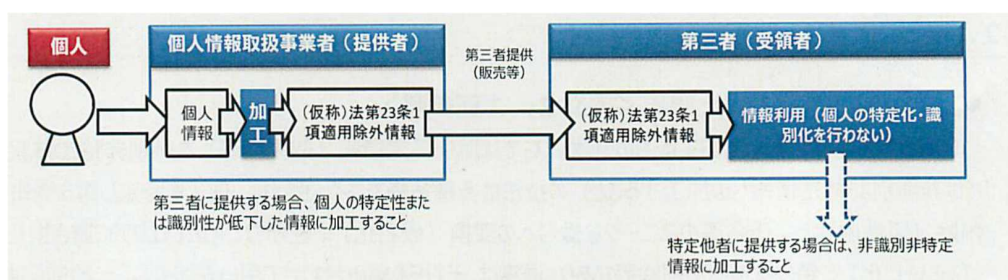 個人
個人情報取扱事業者（提供者）
個人
情報
加
工
(仮称)法第23条1
項適用除外情報
第三者に提供する場合、個人の特定性また
は識別性が低下した情報に加工すること
第三者提供
（販売等）
第三者（受領者）
(仮称)法第23条1
項適用除外情報
情報利用（個人の特定化・識
別化を行わない）
特定他者に提供する場合は、非識別非特定
情報に加工すること